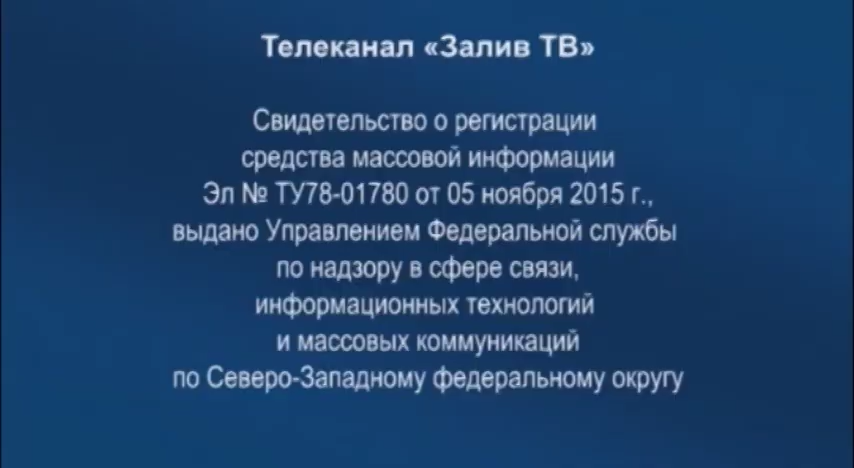 Телеканал «Залив ТВ»
Свидетельство о регистрации
средства массовой информации
Эл № ТУ78-01780 от 05 ноября 2015 г.,
выдано Управлением Федеральной службы
по надзору в сфере связи,
информационных технологий
и массовых коммуникаций
по Северо-Западному федеральному округу